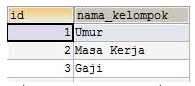 id nama_kelompok
1 Umur
2 Masa Kerja
3 Gaji